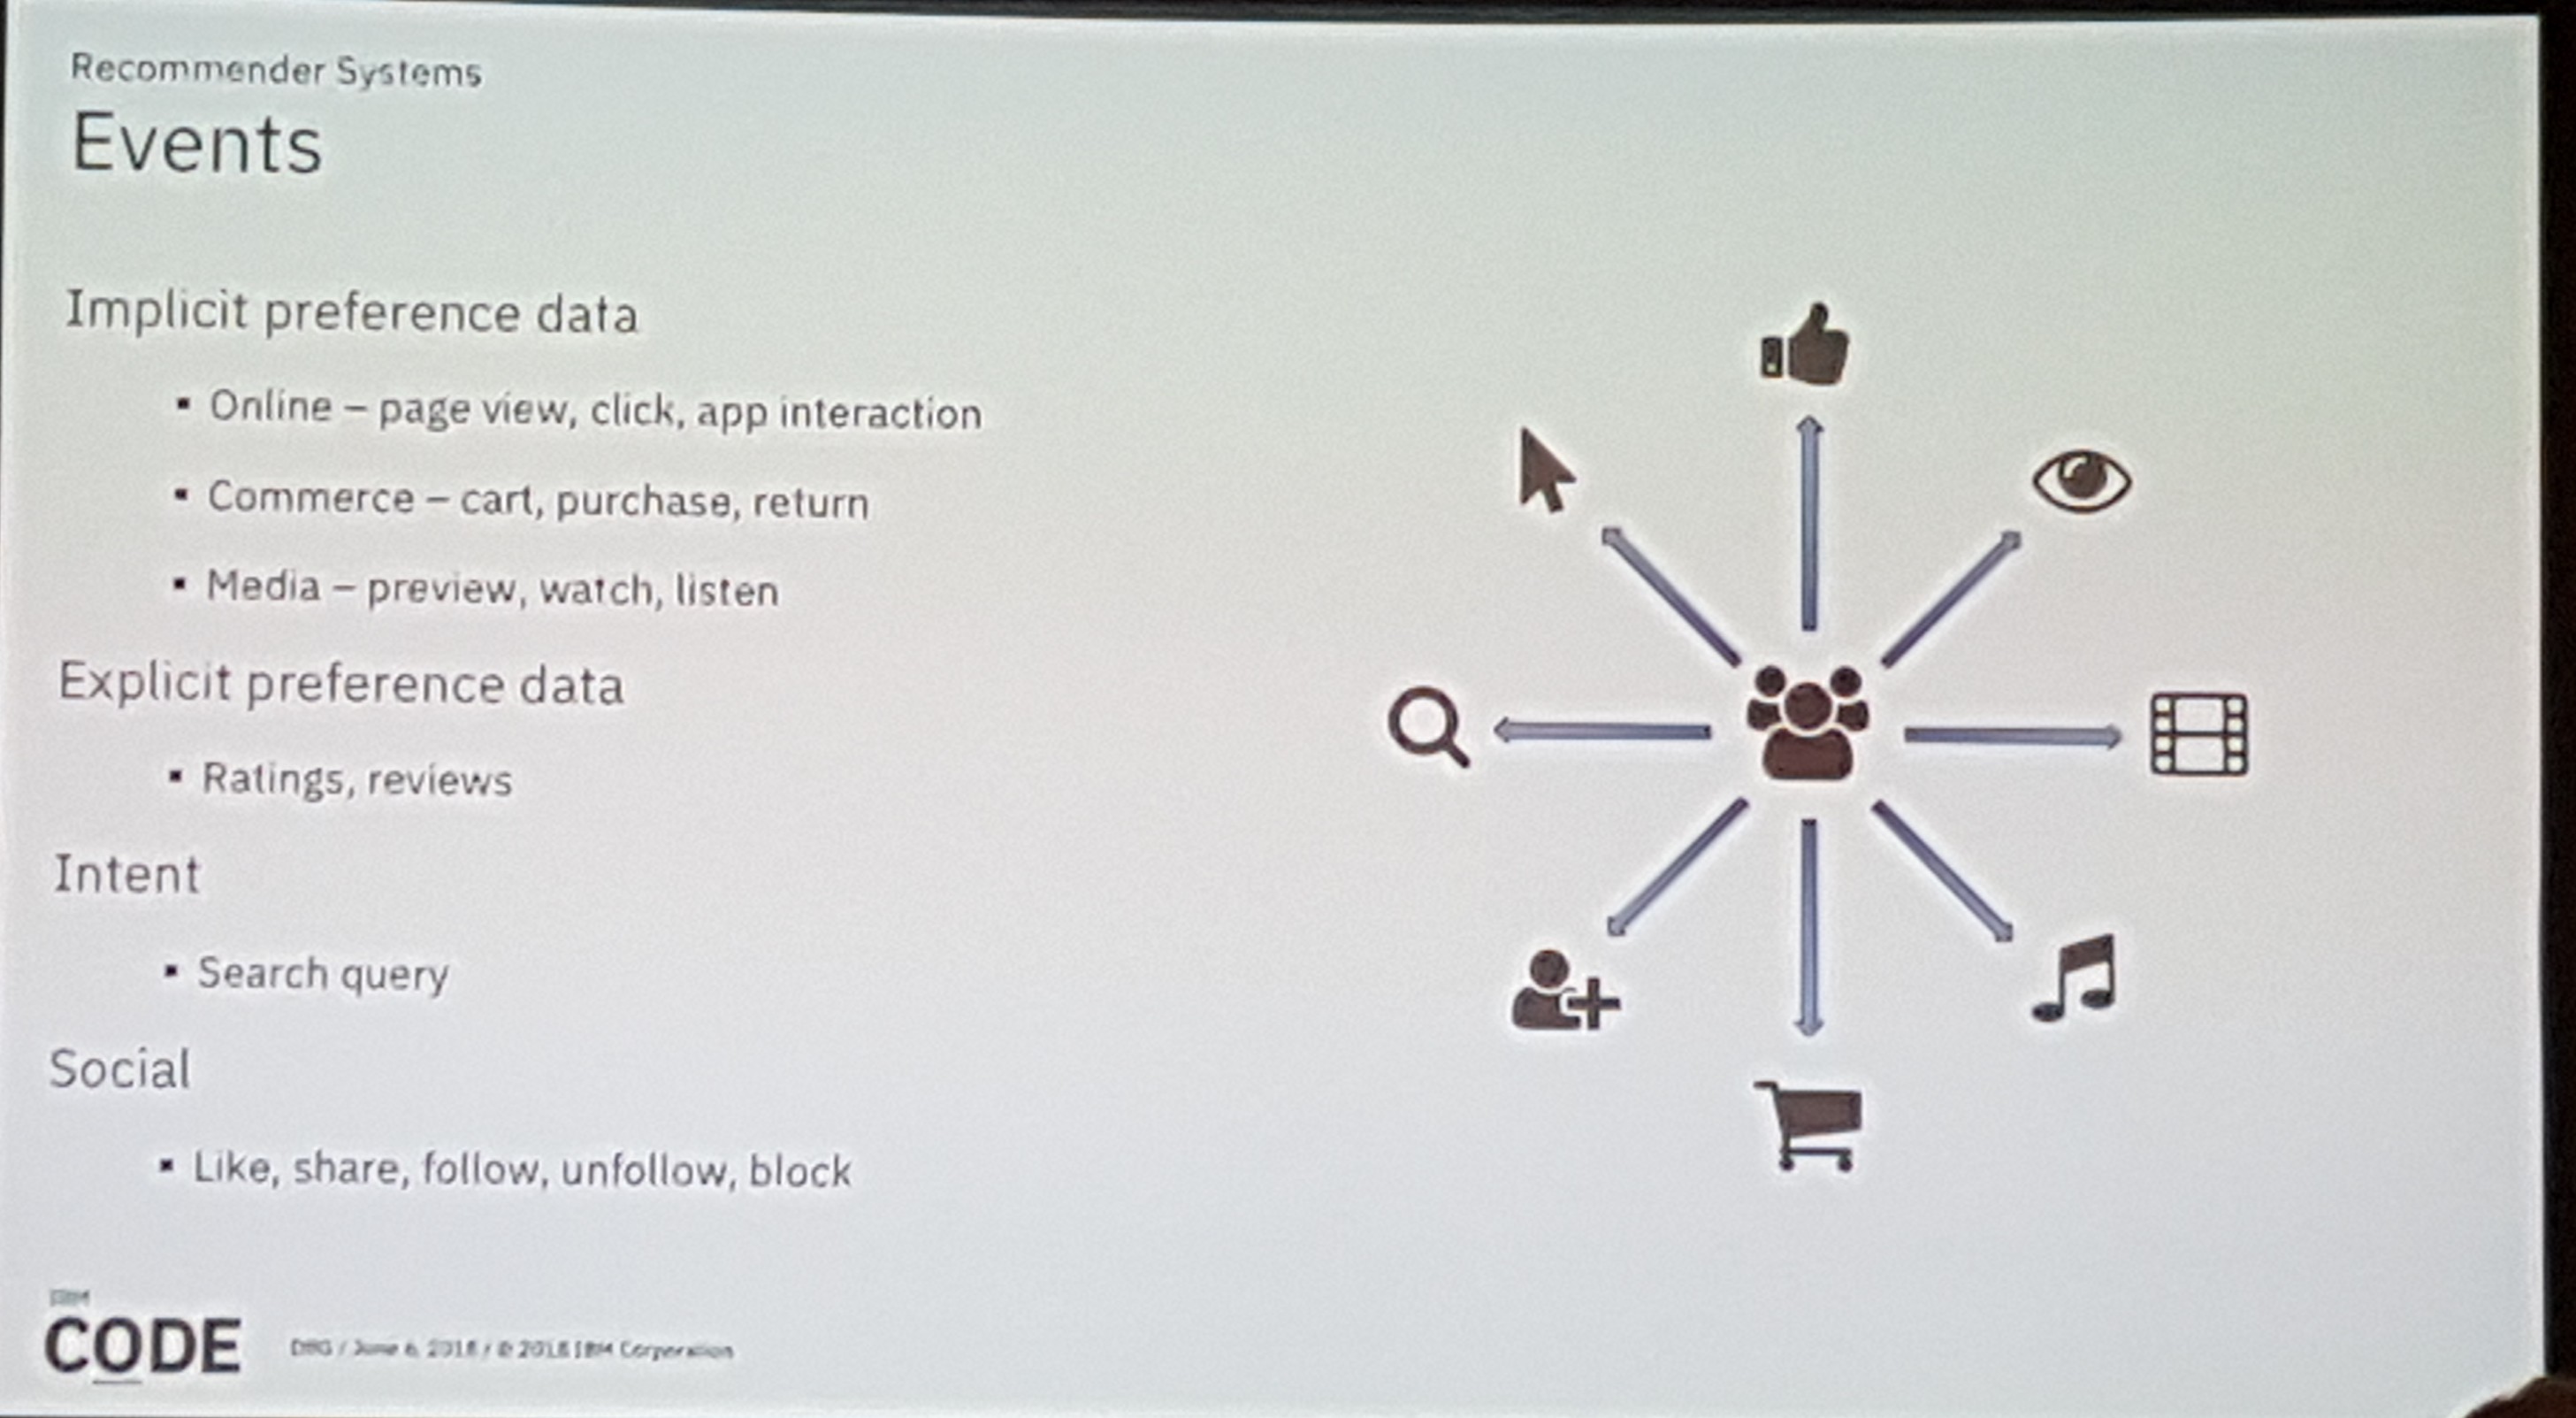 Recommender Systems
Events
Implicit preference data
▪ Online – page view, click, app interaction
▪ Commerce – cart, purchase, return
▪ Media – preview, watch, listen
Explicit preference data
▪ Ratings, reviews
Intent
▪ Search query
Social
▪ Like, share, follow, unfollow, block
IBM
CODE
DBG / June 6, 2018 / © 2018 IBM Corporation